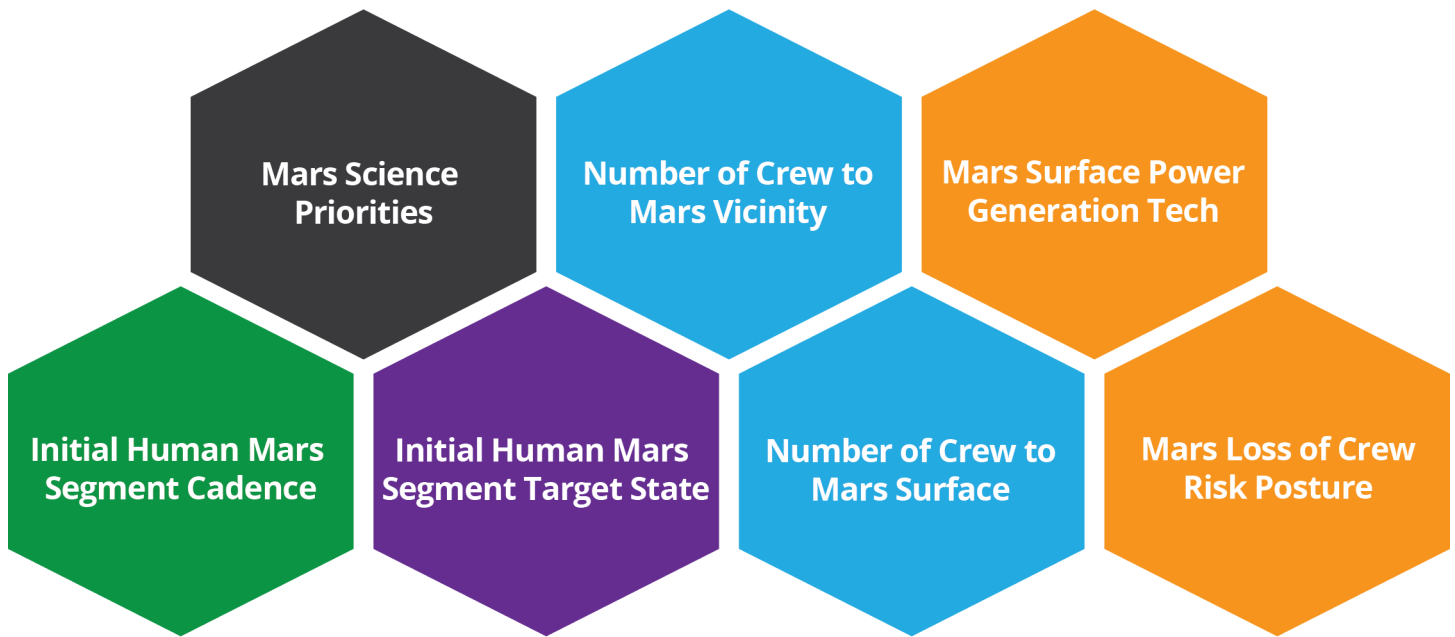 Mars Science
Priorities
Number of Crew to
Mars Vicinity
Mars Surface Power
Generation Tech
Initial Human Mars
Segment Cadence
Initial Human Mars
Segment Target State
Number of Crew to
Mars Surface
Mars Loss of Crew
Risk Posture